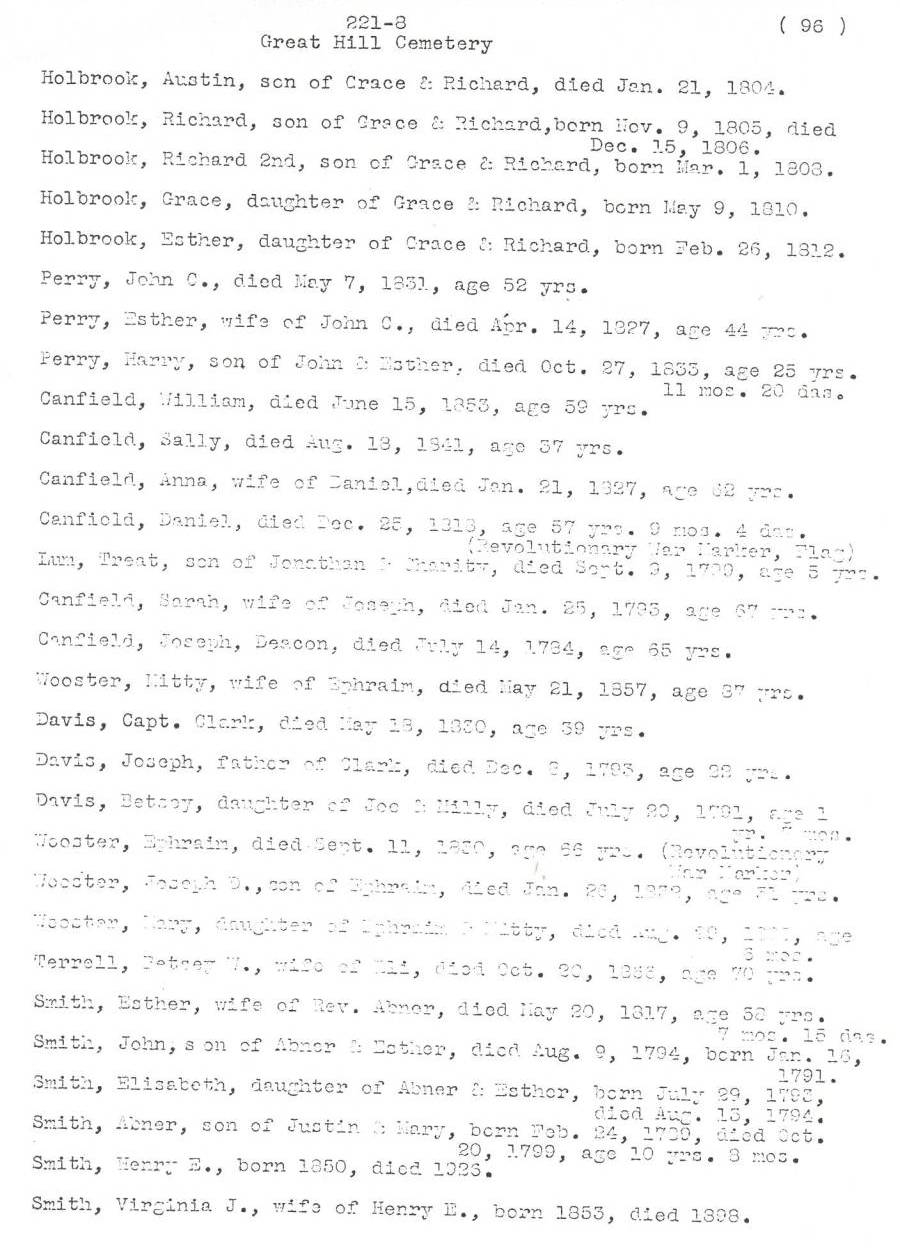 221-8
( 96 )
Great Hill Cemetery
Holbrook, Austin, son of Grace & Richard, died Jan. 21, 1804.
Holbrook, Richard, son of Grace & Richard,born Nov. 9, 1805, died
Dec. 15, 1806.
Holbrook, Richard 2nd, son of Grace & Richard, born Mar. 1, 1808.
Holbrook, Grace, daughter of Grace & Richard, born May 9, 1810.
Holbrook, Esther, daughter of Grace & Richard, born Feb. 26, 1812.
Perry, John C., died May 7, 1831, age 52 yrs.
Perry, Esther, wife of John C., died Apr. 14, 1827, age 44 yrs.
Perry, Harry, son of John & Esther, died Oct. 27, 1833, age 25 yrs.
11 mos. 20 das.
Canfield, William, died June 15, 1853, age 59 yrs.
Canfield, Sally, died Aug. 18, 1841, age 37 yrs.
Canfield, Anna, wife of Daniel,died Jan. 21, 1827, age 62 yrs.
Canfield, Daniel, died Dec. 25, 1813, age 57 yrs. 9 mos. 4 das.
(Revolutionary War Marker, Flag)
Lum, Treat, son of Jonathan & Charity, died Sept. 9, age 5 yrs.
Canfield, Sarah, wife of Joseph, died Jan. 25, 1793, age 67 yrs.
Canfield, Joseph, Deacon, died July 14, 1784, age 65 yrs.
Wooster, Mitty, wife of Ephraim, died May 21, 1857, age 87 yrs.
Davis, Capt. Clark, died May 18, 1830, age 39 yrs.
Davis, Joseph, father of Clark, died Dec. 1793, age yrs.
Davis, Betsey, daughter of Joe & Milly, died July 20, 1791, age 1
yr. mos.
Wooster, Ephraim, died Sept. 11, age 66 yrs. (Revolutionary
War Marker)
Wooster, Joseph D.,son of Ephraim, died Jan. 26, age yrs.
Wooster, Mary, daughter of Ephraim & Mitty, died Aug. age
mos.
Terrell, Betsey wife of Eli, died Oct. 20, age 70 yrs.
Smith, Esther, wife of Rev. Abner, died May 20, 1817, age 58 yrs.
7 mos. 15 das.
Smith, John, s on of Abner & Esther, died Aug. 9, 1794, born Jan. 16,
1791.
Smith, Elisabeth, daughter of Abner & Esther, born July 29, 1793,
died Aug. 13, 1794.
Smith, Abner, son of Justin & Mary, born Feb. 24, 1789, died Oct.
20, 1799, age 10 yrs. 8 mos.
Smith, Henry E., born 1850, died 1926.
Smith, Virginia J., wife of Henry E., born 1853, died 1898.